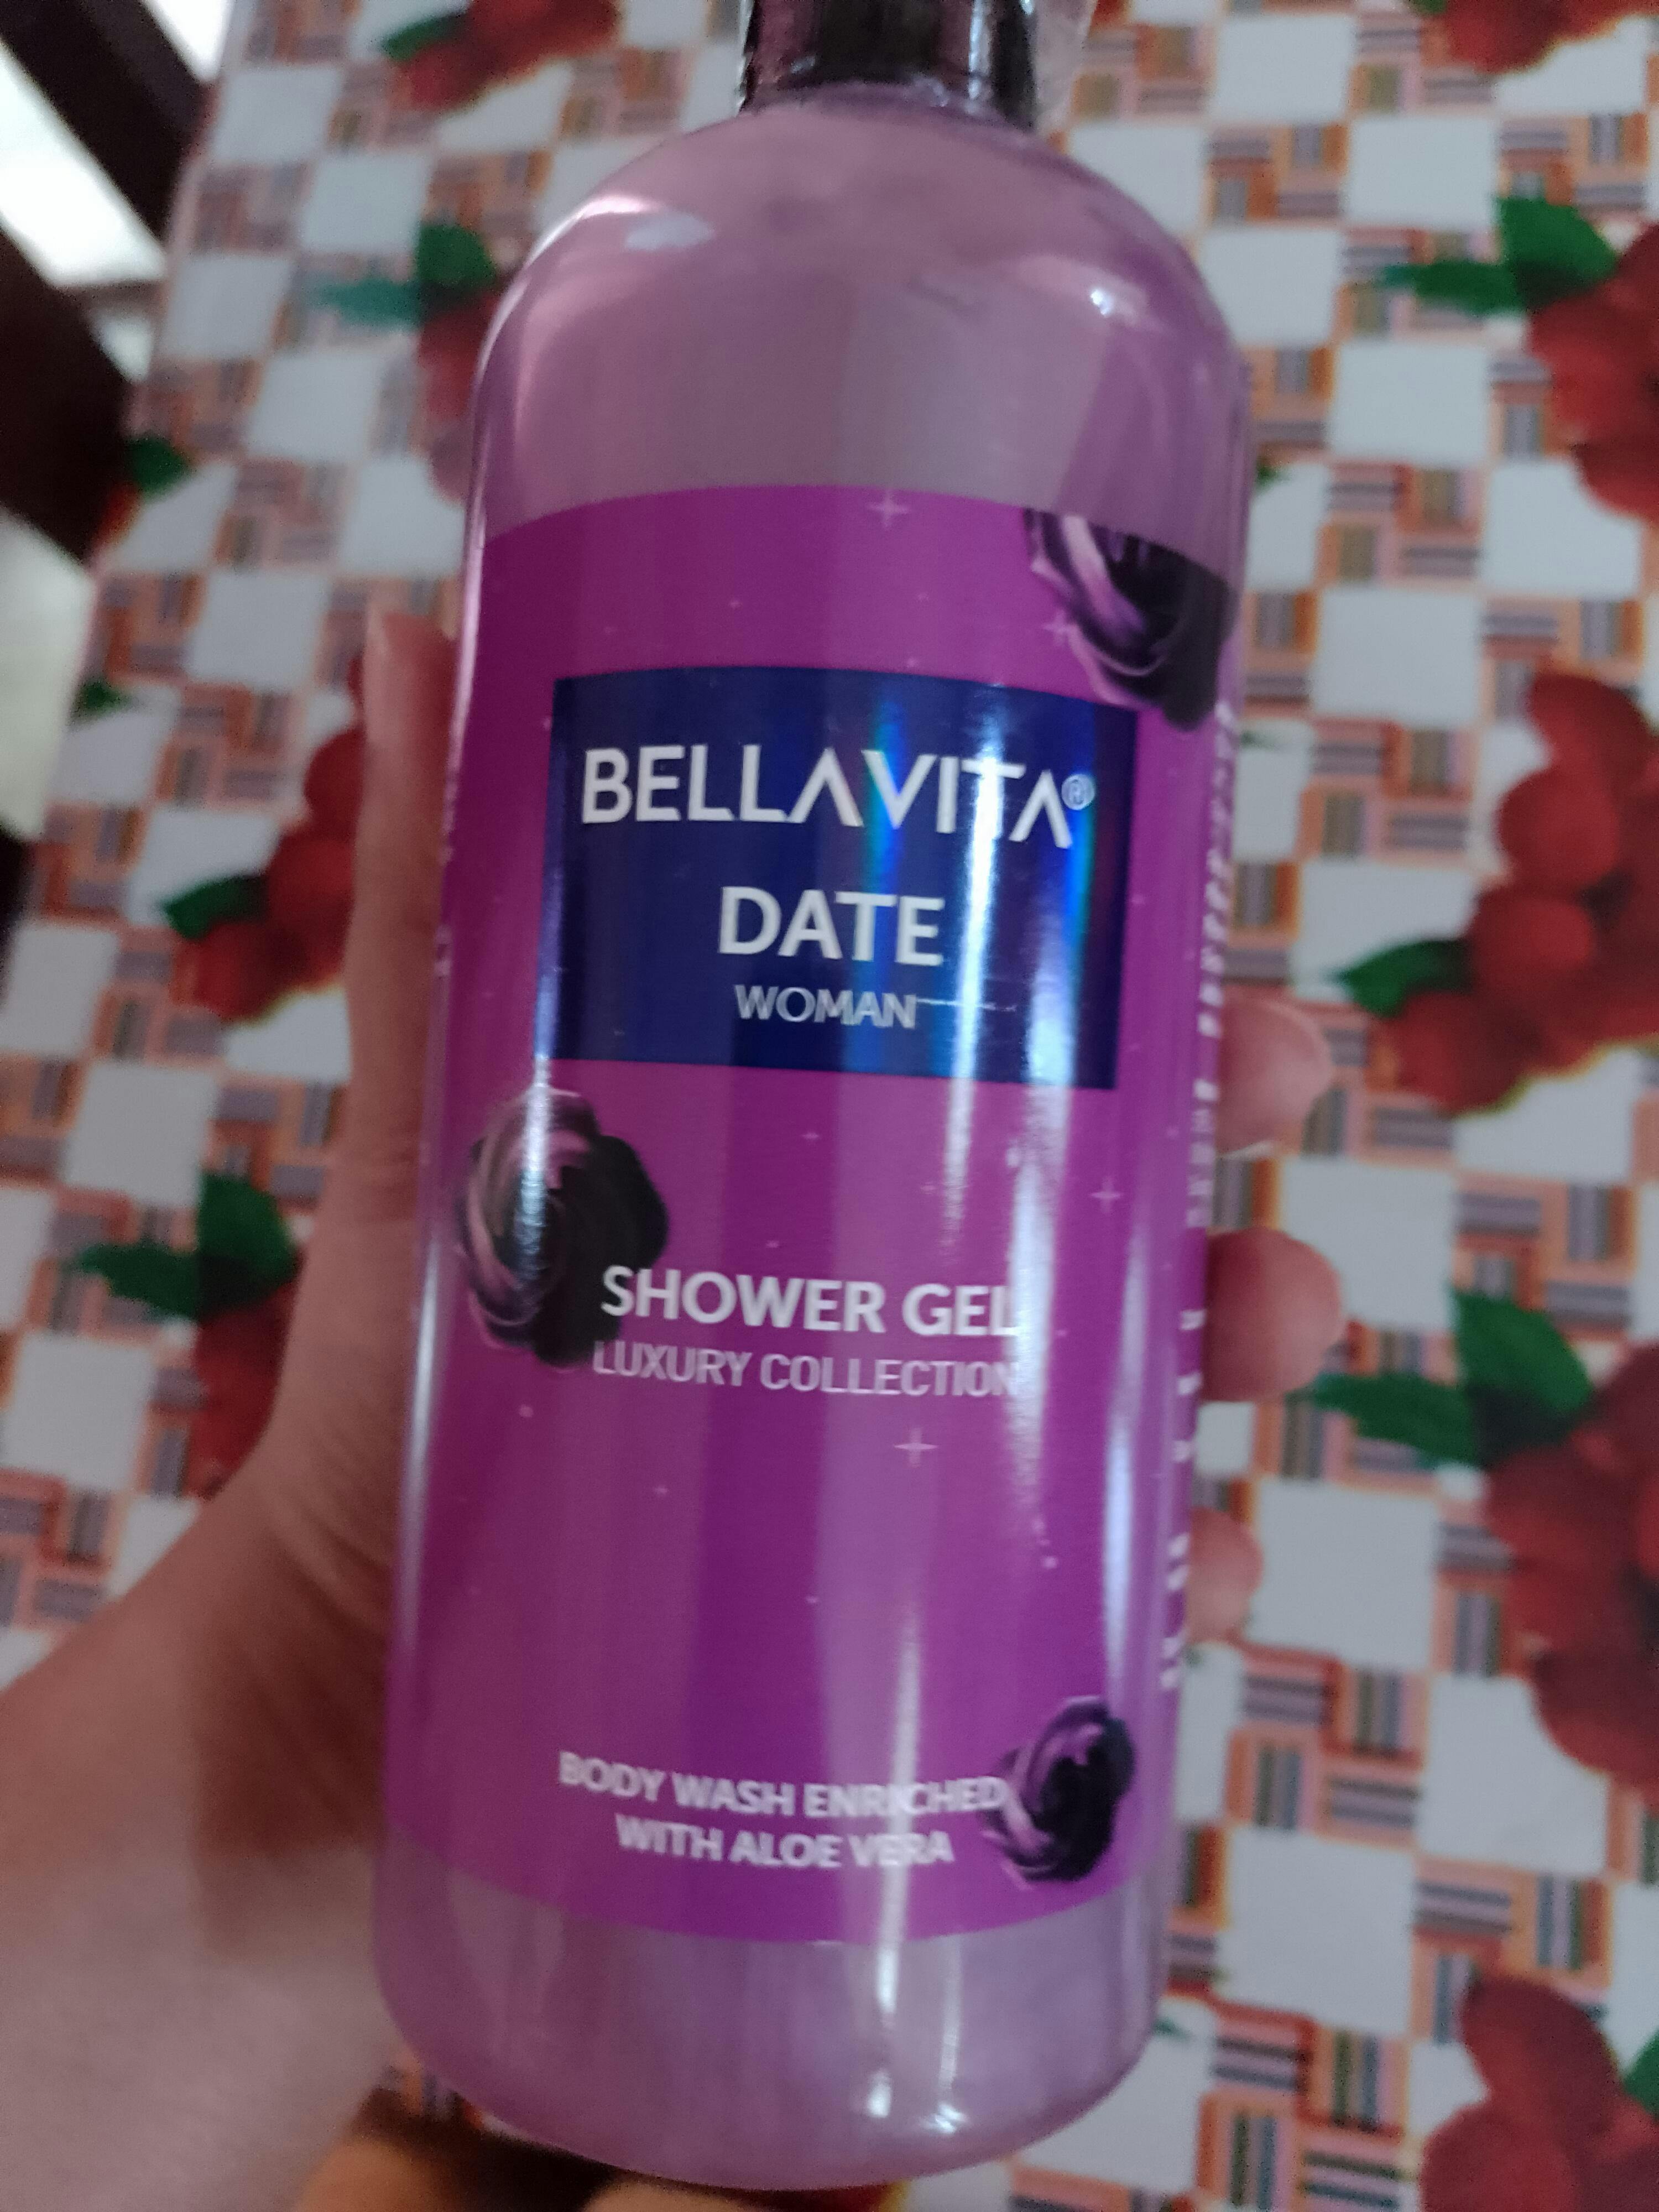 BELLAVITA®
DATE
WOMAN
SHOWER GEL
LUXURY COLLECTION
BODY WASH ENRICHED
WITH ALOE VERA